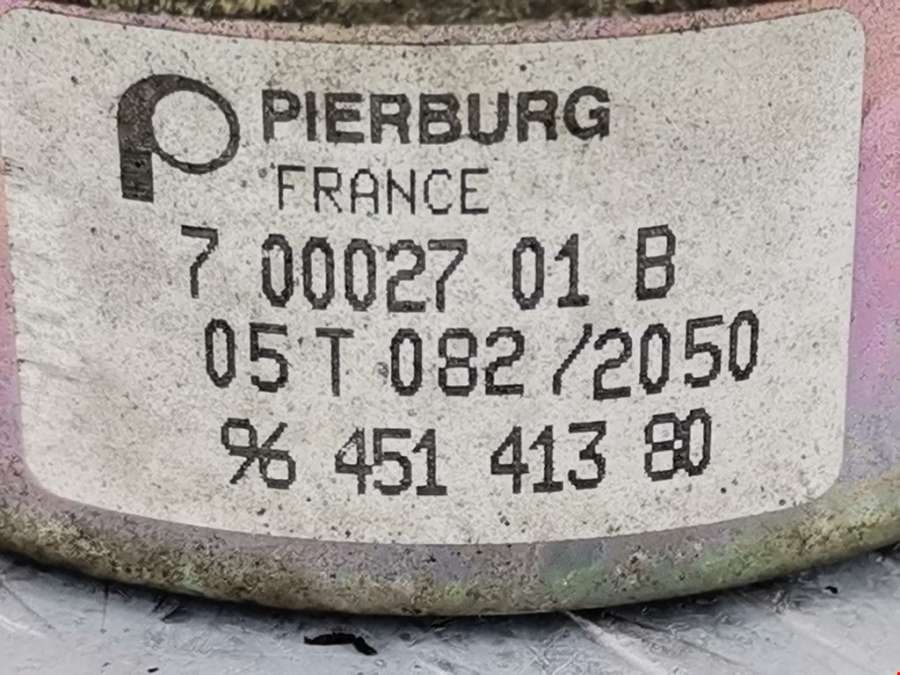 PIERBURG
FRANCE
7 00027 01 B
05 T 082 /2050
96 451 413 80